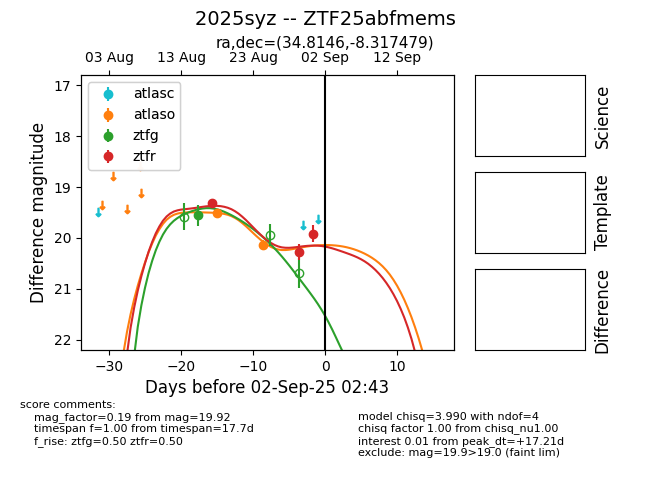 2025syz -- ZTF25abfmems
ra,dec=(34.8146,-8.317479)
03 Aug 13 Aug 23 Aug 02 Sep 12 Sep
atlasc
atlaso
ztfg
ztfr
17
18
19
20
21
22
Difference magnitude
−30 −20 −10 0 10
Days before 02-Sep-25 02:43
Science
Template
Difference
score comments:
mag_factor=0.19 from mag=19.92
timespan f=1.00 from timespan=17.7d
f_rise: ztfg=0.50 ztfr=0.50
model chisq=3.990 with ndof=4
chisq factor 1.00 from chisq_nu1.00
interest 0.01 from peak_dt=+17.21d
exclude: mag=19.9>19.0 (faint lim)